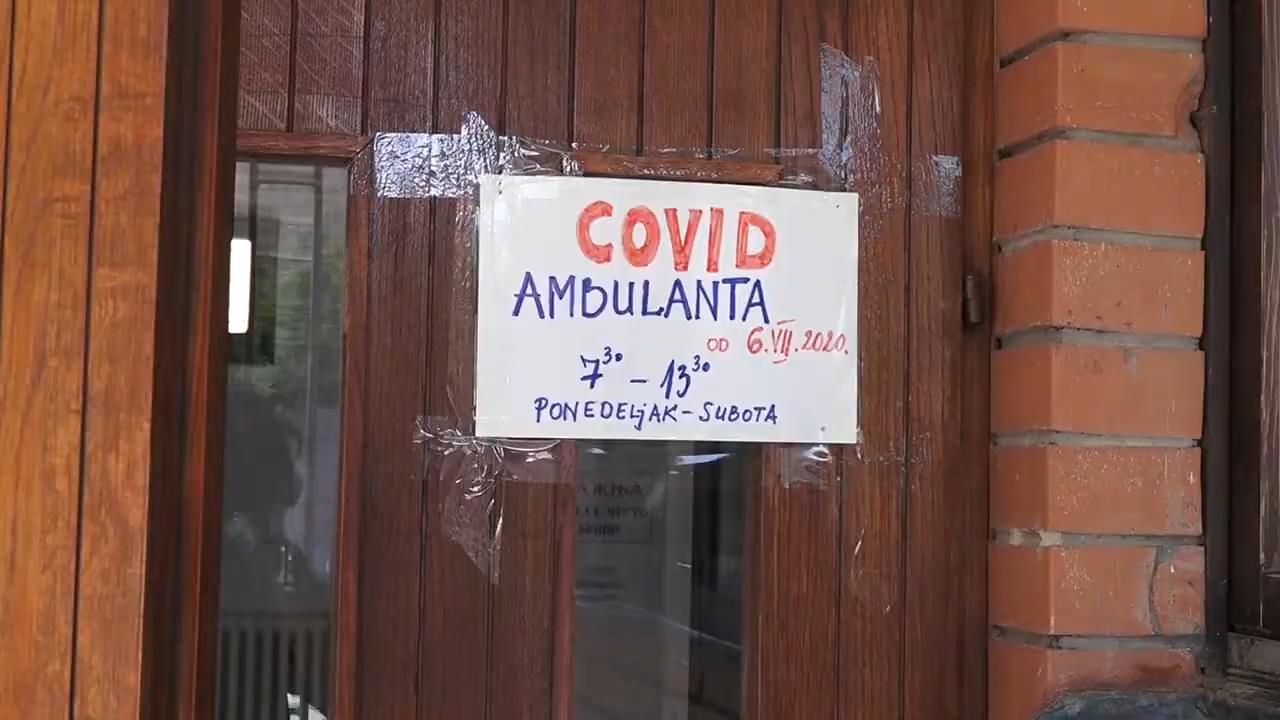 COVID
AMBULANTA
OD 6.VII.2020.
7³⁰ - 13³⁰
PONEDELjAK - SUBOTA